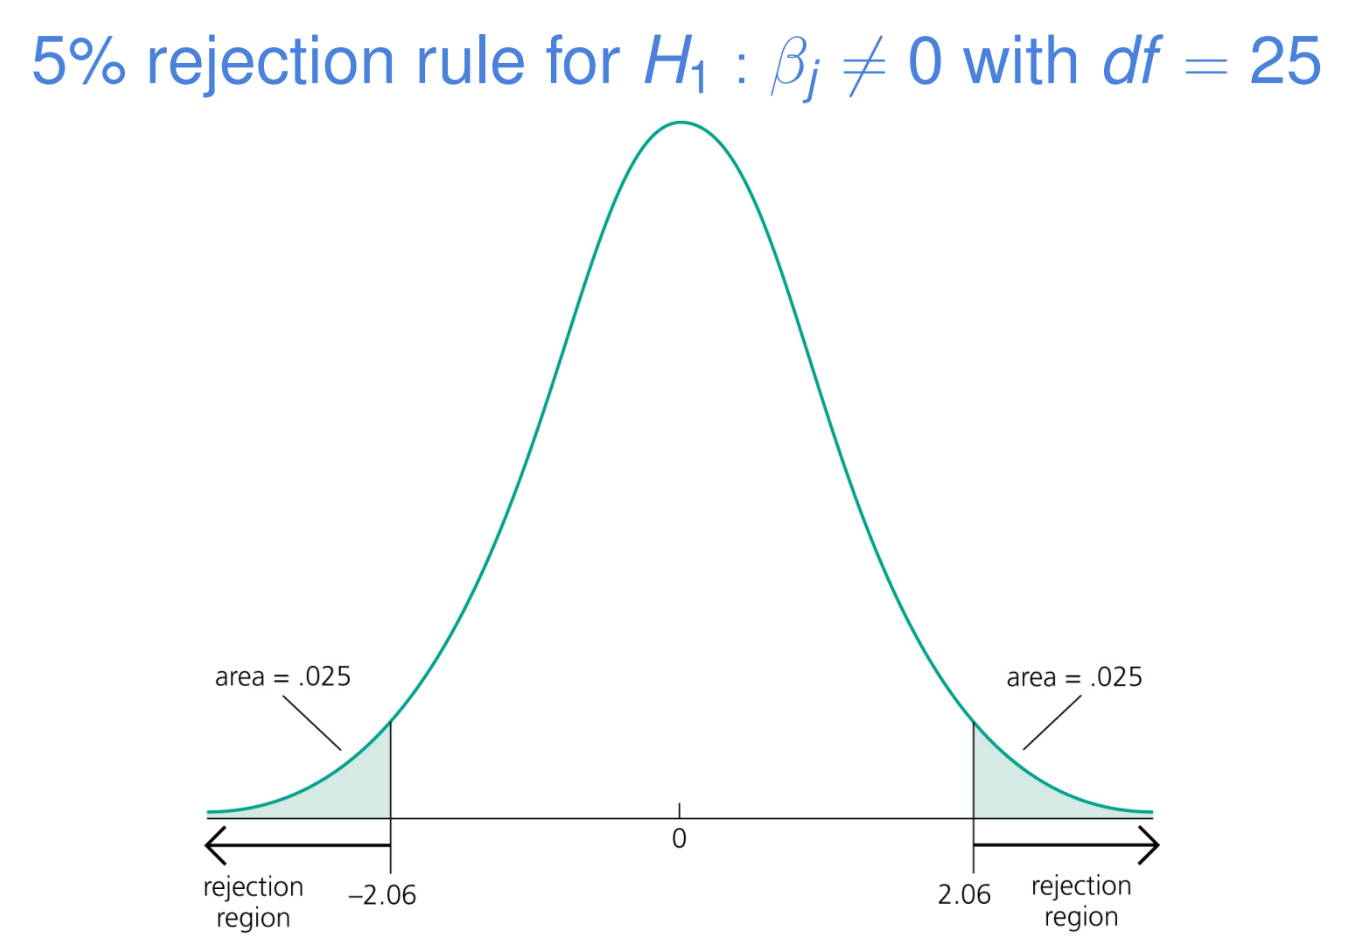 5% rejection rule for H₁ : βⱼ ≠ 0 with df = 25
area = .025
area = .025
0
rejection
region
–2.06
2.06
rejection
region